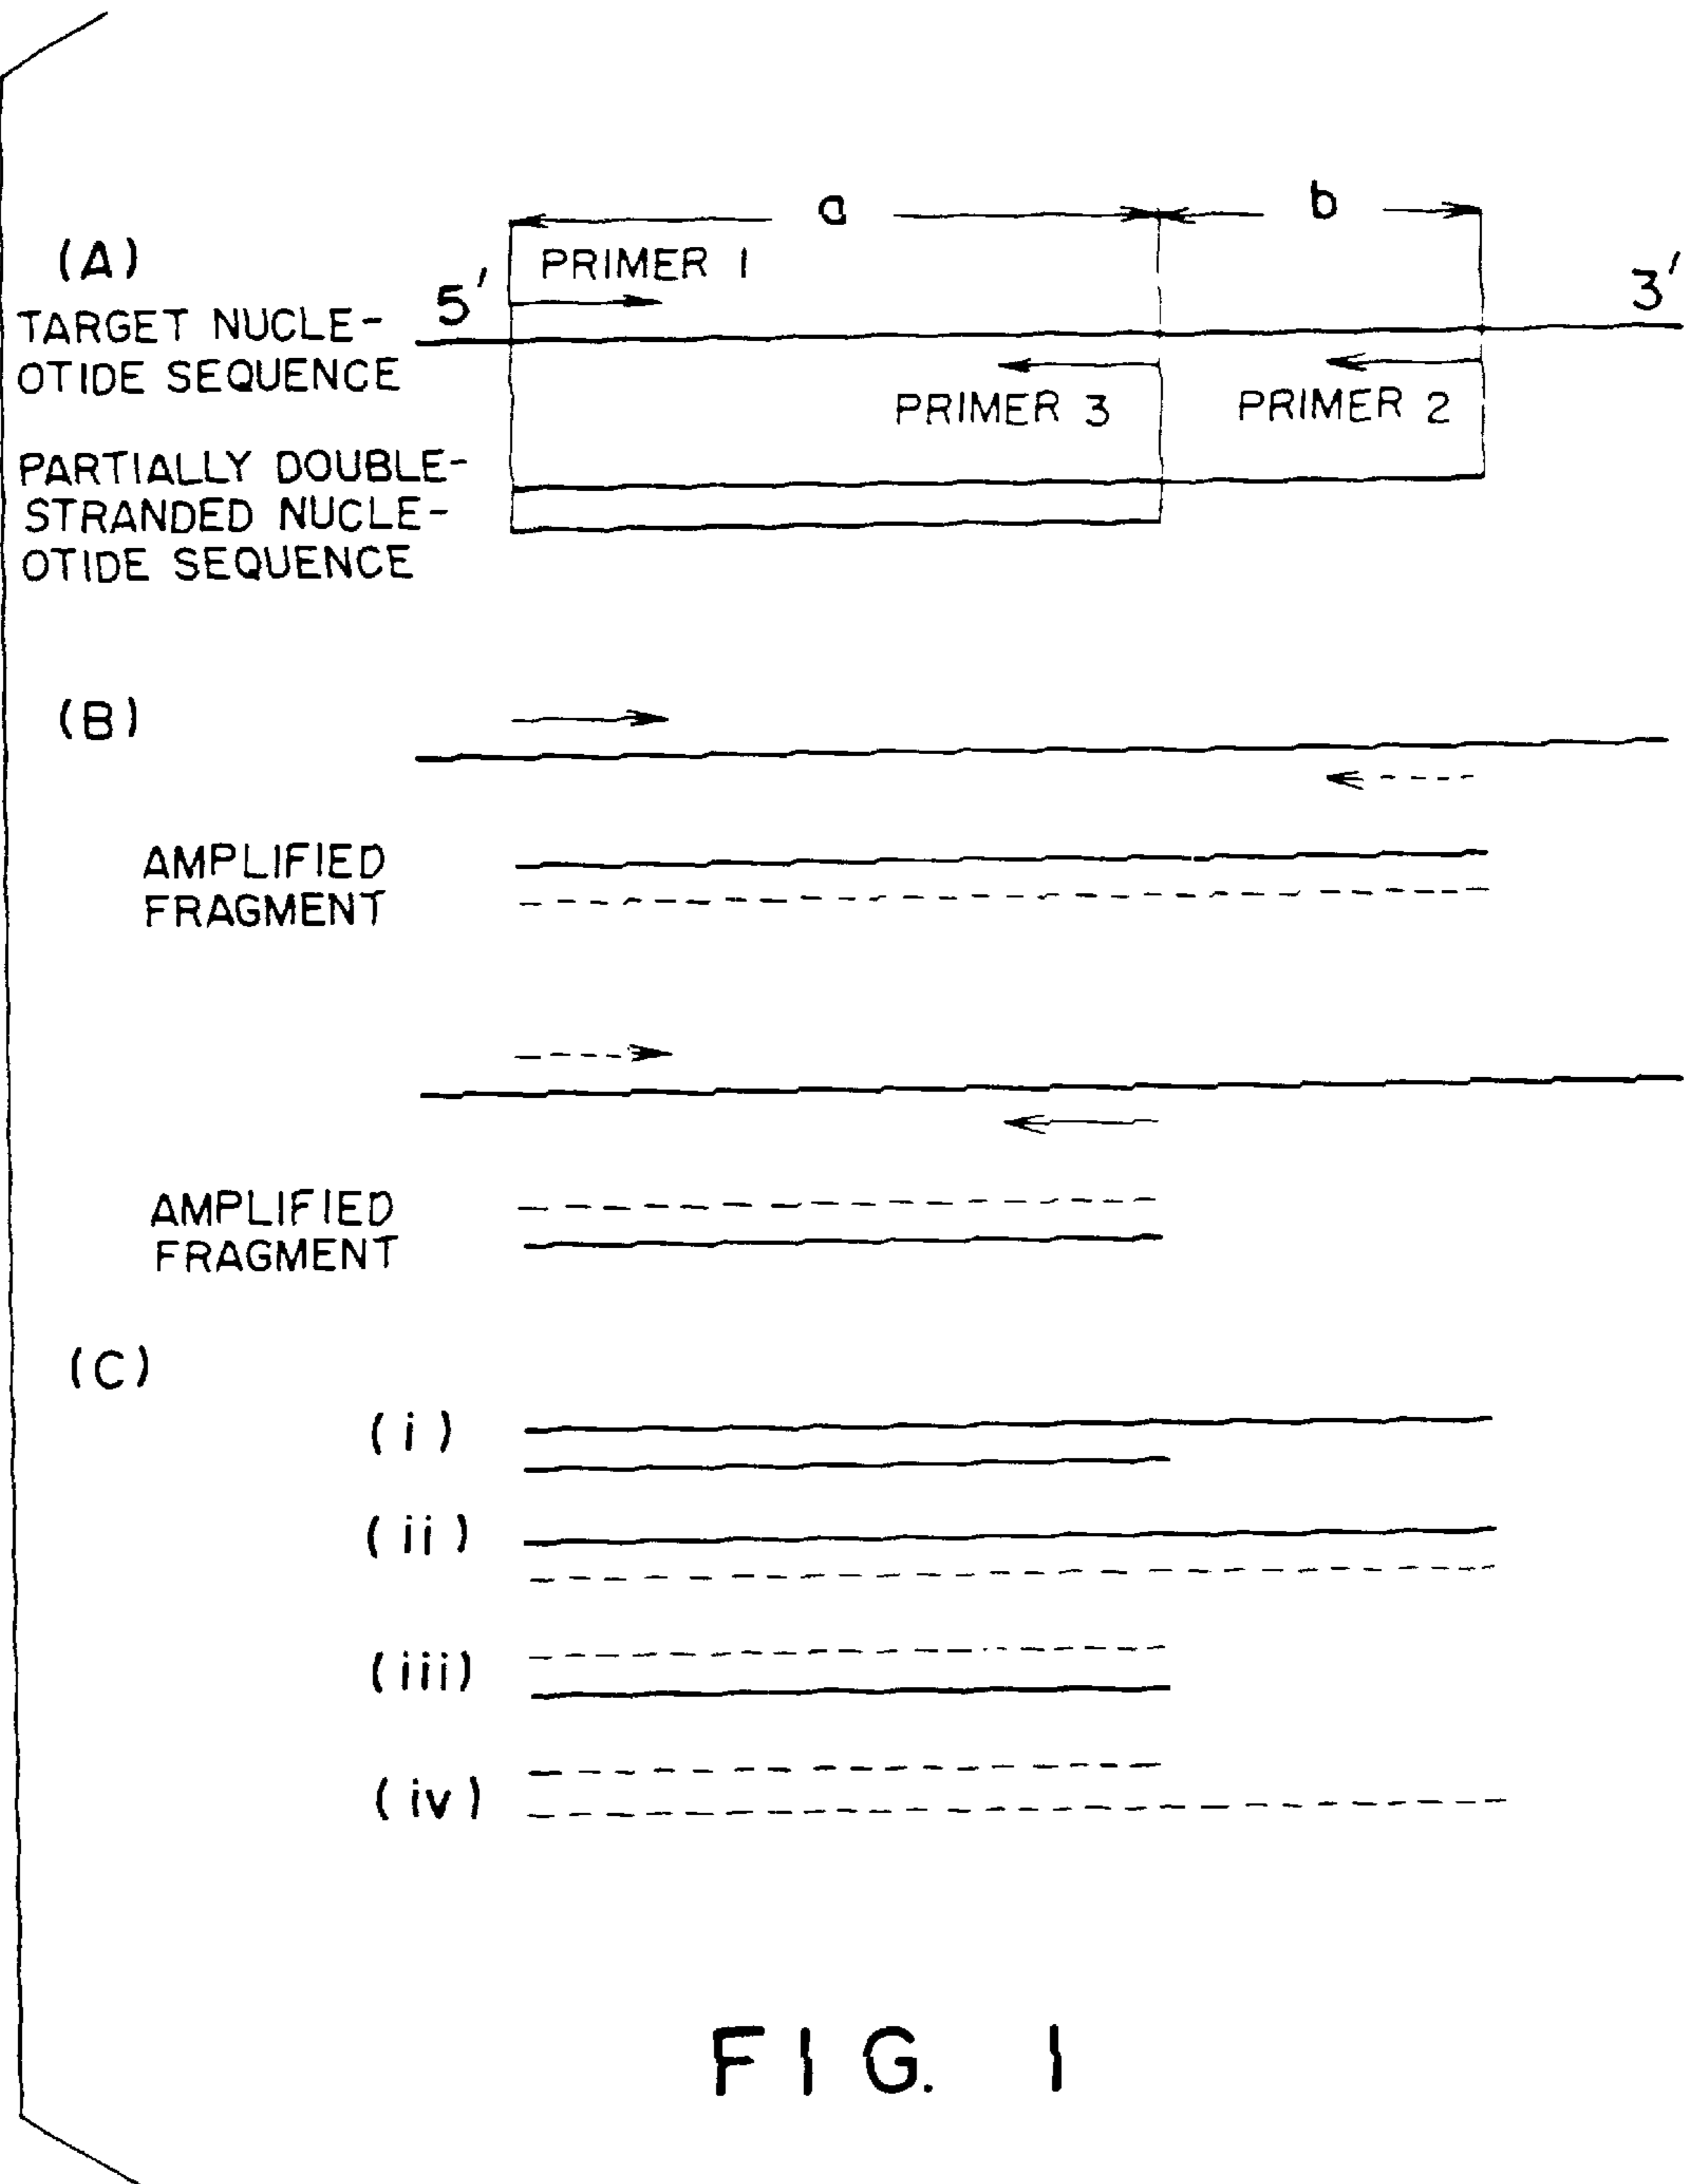 a
b
(A)
PRIMER 1
5'
3'
TARGET NUCLE-
OTIDE SEQUENCE
PRIMER 3
PRIMER 2
PARTIALLY DOUBLE-
STRANDED NUCLE-
OTIDE SEQUENCE
(B)
AMPLIFIED
FRAGMENT
AMPLIFIED
FRAGMENT
(C)
(i)
(ii)
(iii)
(iv)
FIG. 1